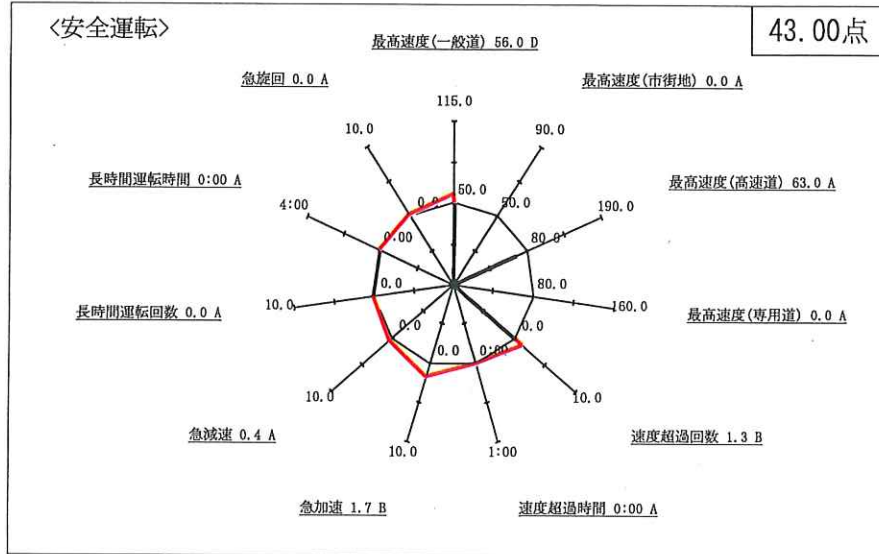 <安全運転>
43.00点
最高速度(一般道) 56.0 D
急旋回 0.0 A
最高速度(市街地) 0.0 A
115.0
10.0
90.0
長時間運転時間 0:00 A
最高速度(高速道) 63.0 A
4:00
190.0
0.0
50.0
50.0
0.00
80.0
長時間運転回数 0.0 A
10.0
0.0
80.0
160.0
最高速度(専用道) 0.0 A
0.0
0.0
0.0
0:00
10.0
10.0
急減速 0.4 A
速度超過回数 1.3 B
10.0
1:00
急加速 1.7 B
速度超過時間 0:00 A